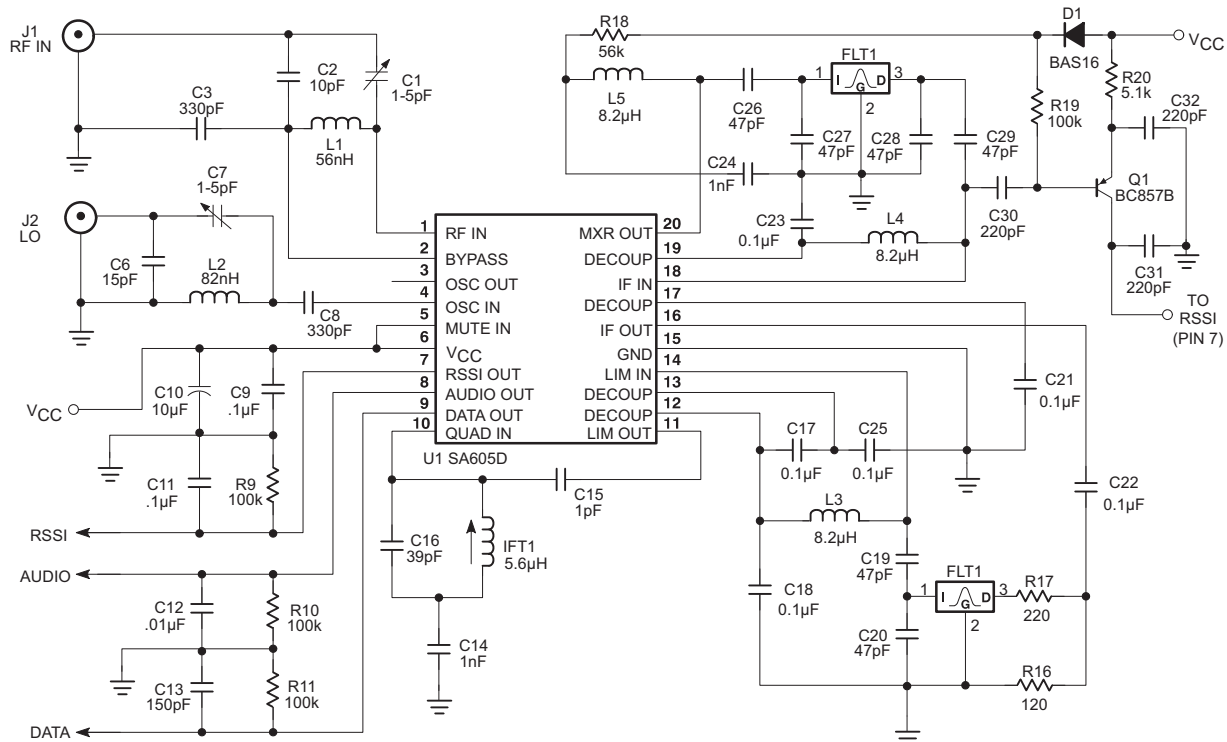 J1
RF IN
C3
330pF
C2
10pF
C1
1-5pF
L1
56nH
C7
1-5pF
J2
LO
C6
15pF
L2
82nH
C8
330pF
R18
56k
L5
8.2µH
C26
47pF
FLT1
1 I G D 3
2
C27
47pF
C28
47pF
C29
47pF
C24
1nF
C23
0.1µF
L4
8.2µH
C30
220pF
D1
BAS16
VCC
R20
5.1k
R19
100k
C32
220pF
Q1
BC857B
C31
220pF
TO
RSSI
(PIN 7)
1 RF IN
2 BYPASS
3 OSC OUT
4 OSC IN
5 MUTE IN
6 VCC
7 RSSI OUT
8 AUDIO OUT
9 DATA OUT
10 QUAD IN
MXR OUT 20
DECOUP 19
IF IN 18
DECOUP 17
IF OUT 16
GND 15
LIM IN 14
DECOUP 13
DECOUP 12
LIM OUT 11
U1 SA605D
VCC
C10
10µF
C9
.1µF
C11
.1µF
R9
100k
RSSI
AUDIO
C12
.01µF
R10
100k
C13
150pF
R11
100k
DATA
C16
39pF
IFT1
5.6µH
C15
1pF
C14
1nF
C17
0.1µF
C25
0.1µF
C21
0.1µF
C22
0.1µF
L3
8.2µH
C18
0.1µF
C19
47pF
C20
47pF
FLT1
1 I G D 3
2
R17
220
R16
120